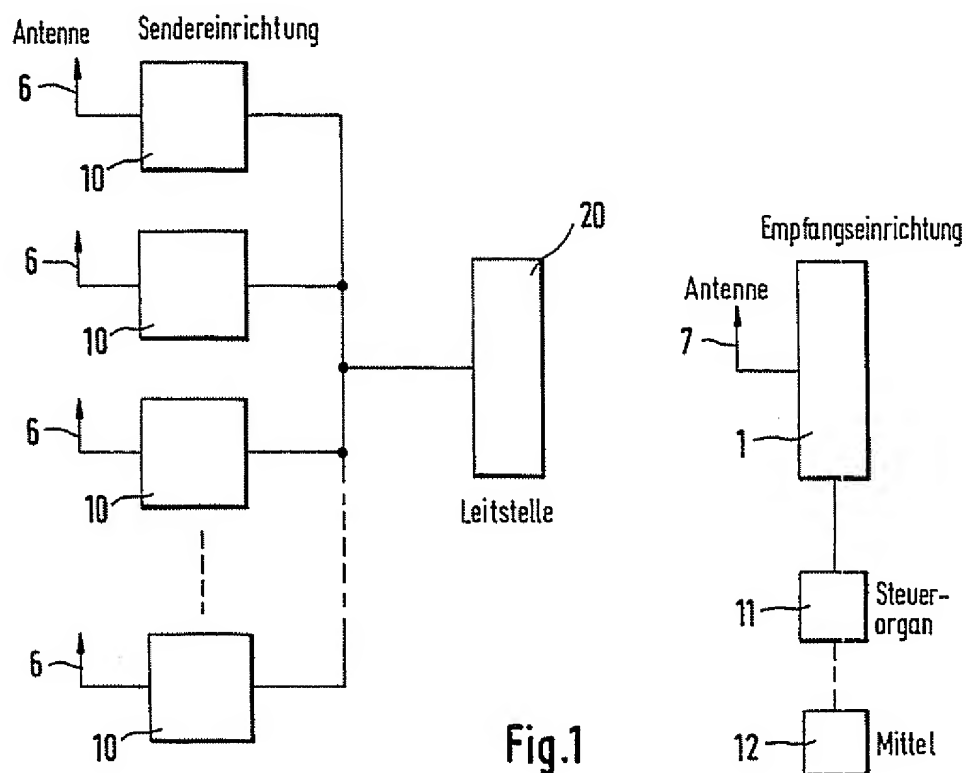 Antenne Sendereinrichtung
6
10
6
10
20
Empfangseinrichtung
Antenne
7
6
10
1
Leitstelle
11
Steuer-
organ
6
10
Fig.1
12
Mittel